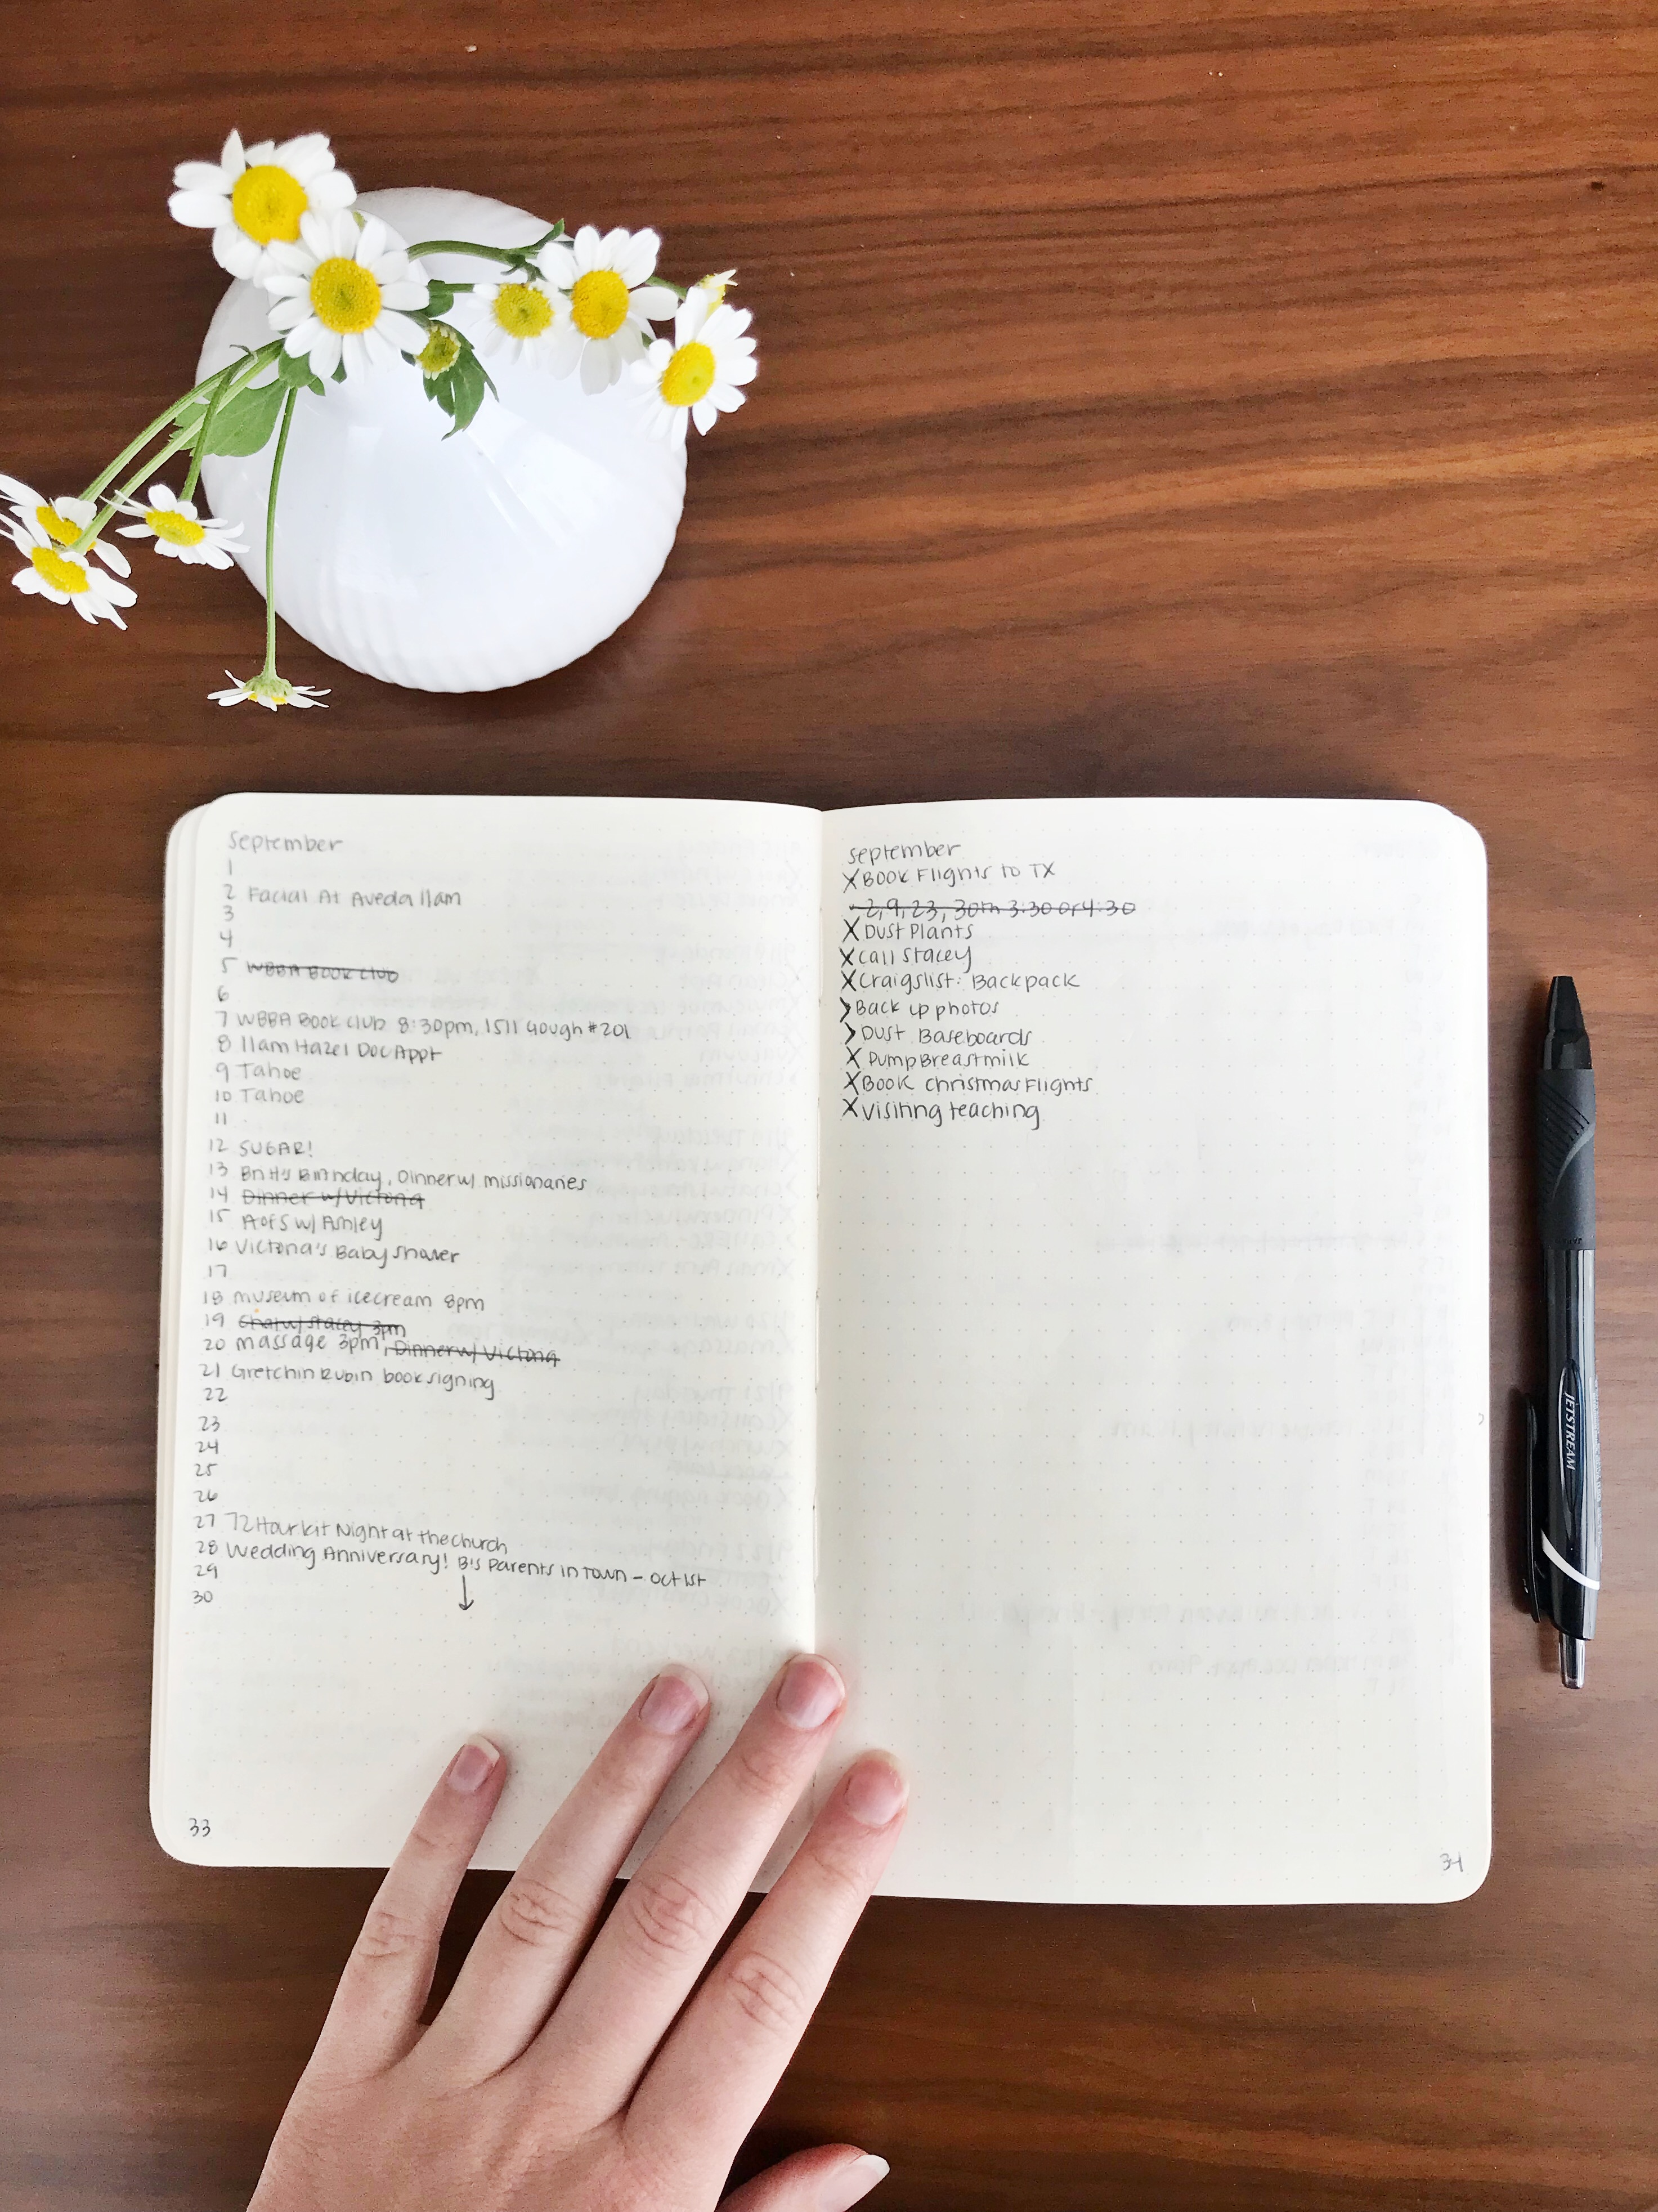 September
1
2 Facial At Aveda 11am
3
4
5 WBBA BOOK CLUB
6
7 WBBA BOOK CLUB 8:30pm, 1511 Gough #201
8 11am Hazel Doc Appt
9 Tahoe
10 Tahoe
11
12 SUGAR!
13 Britt's Birthday, Dinner w/ missionaries
14 Dinner w/ Victoria
15 AofS w/ Ashley
16 Victoria's Baby Shower
17
18 museum of icecream 8pm
19 Chat w/ Stacey 3pm
20 massage 3pm, Dinner w/ Victoria
21 Gretchin Rubin book signing
22
23
24
25
26
27 72 Hour kit Night at the church
28 Wedding Anniversary! B's Parents in Town - Oct 1st
29
30
33
September
X Book Flights to TX
- 2, 9, 23, 30th 3:30 or 4:30
X Dust Plants
X Call Stacey
X Craigslist: Backpack
> Back up photos
> Dust Baseboards
X Pump Breastmilk
X Book Christmas Flights
X Visiting teaching
34
JETSTREAM